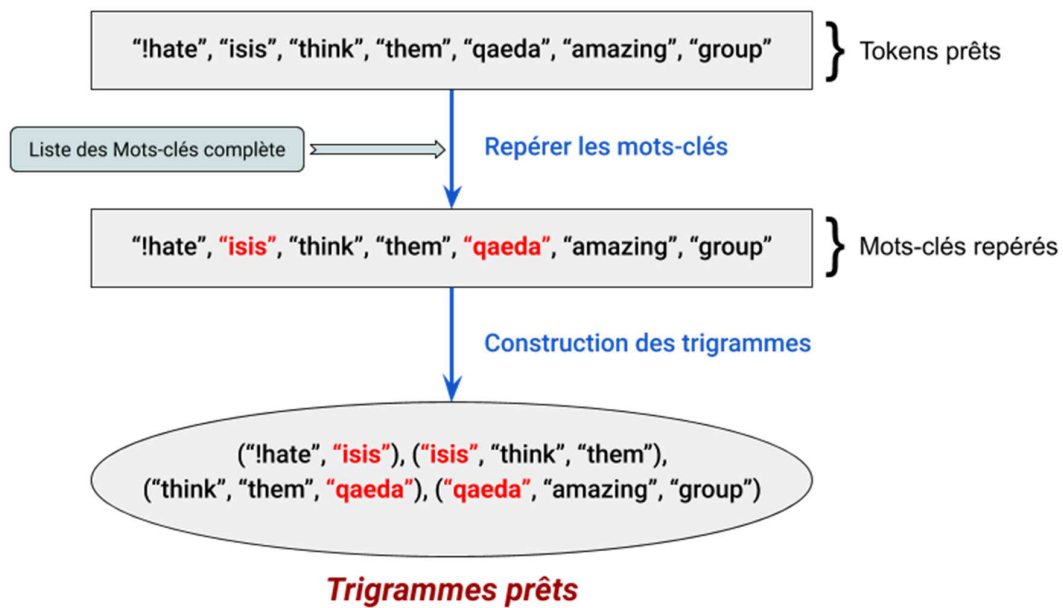 “!hate”, “isis”, “think”, “them”, “qaeda”, “amazing”, “group”
Tokens prêts
Liste des Mots-clés complète
Repérer les mots-clés
“!hate”, “isis”, “think”, “them”, “qaeda”, “amazing”, “group”
Mots-clés repérés
Construction des trigrammes
(“!hate”, “isis”), (“isis”, “think”, “them”),
(“think”, “them”, “qaeda”), (“qaeda”, “amazing”, “group”)
Trigrammes prêts